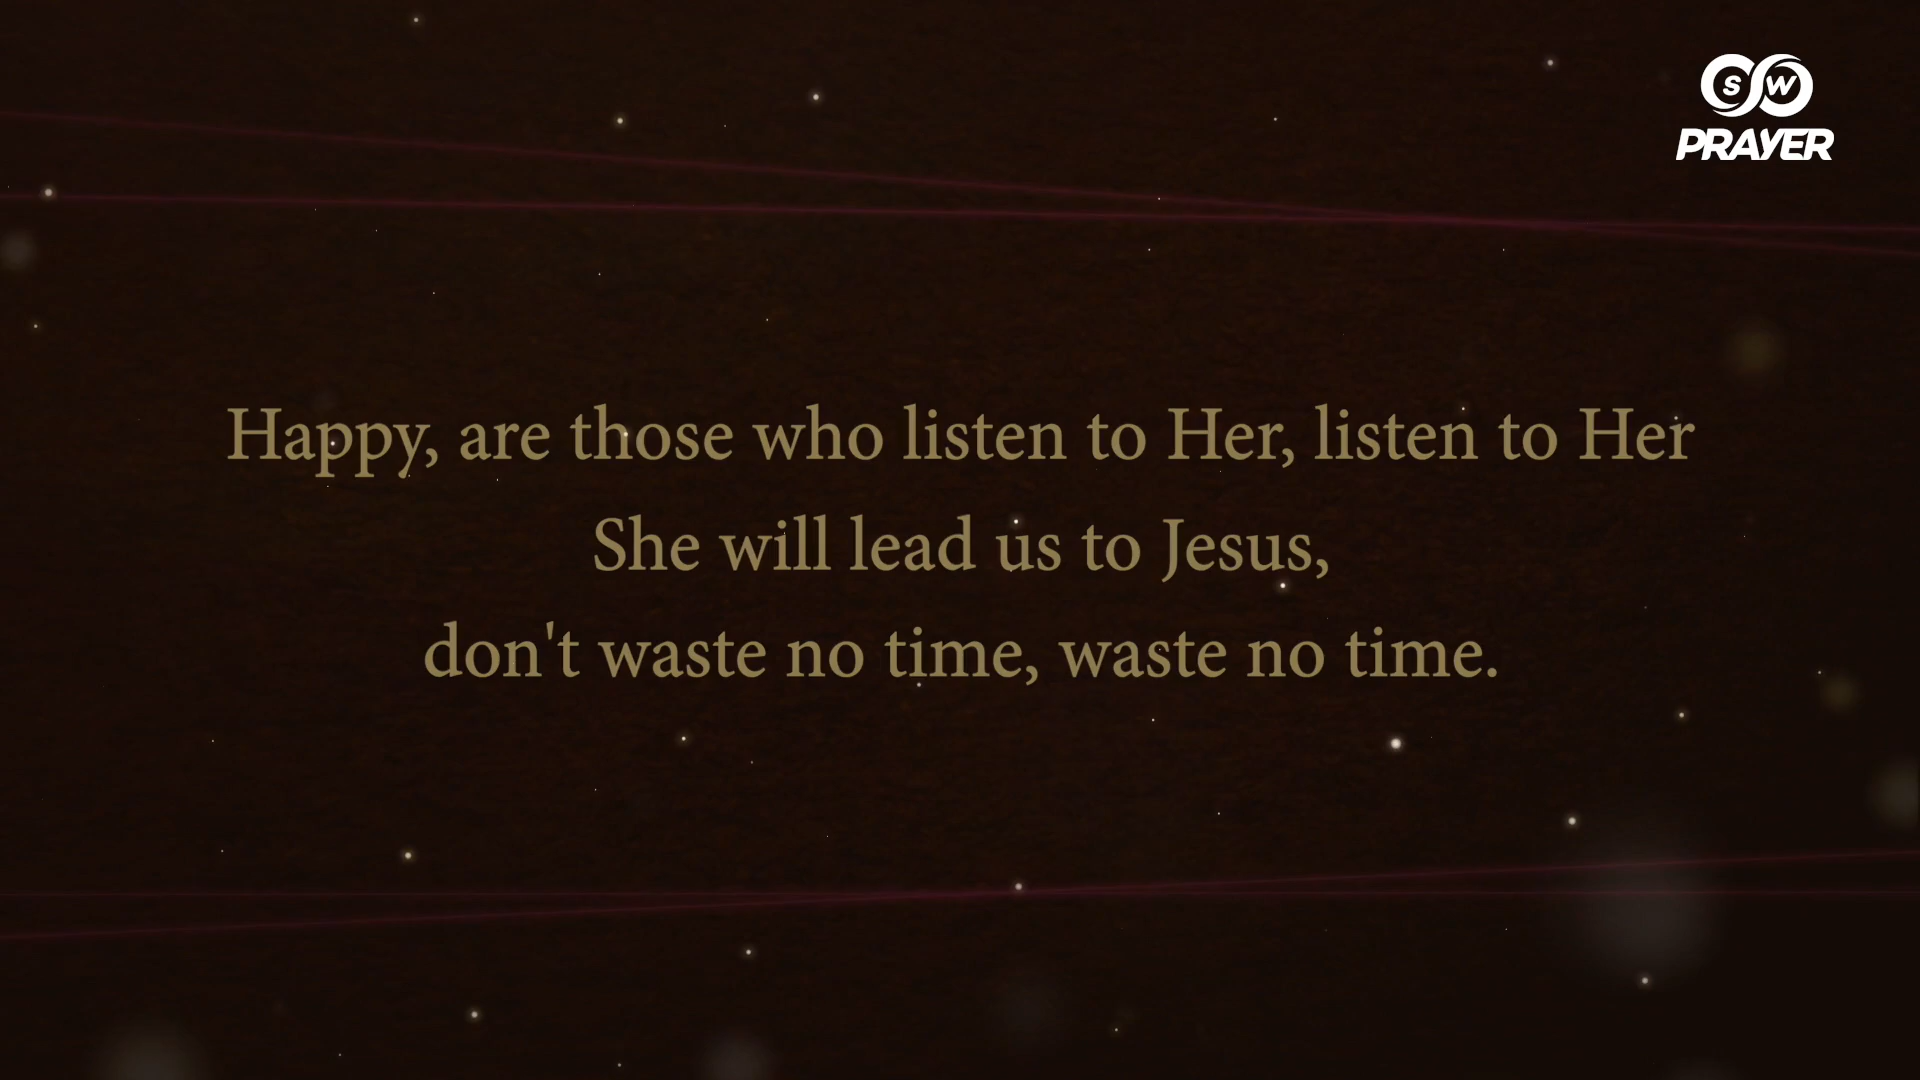 SW
PRAYER
Happy, are those who listen to Her, listen to Her
She will lead us to Jesus,
don't waste no time, waste no time.